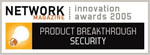 NETWORK innovation
MAGAZINE awards 2005
PRODUCT BREAKTHROUGH
SECURITY